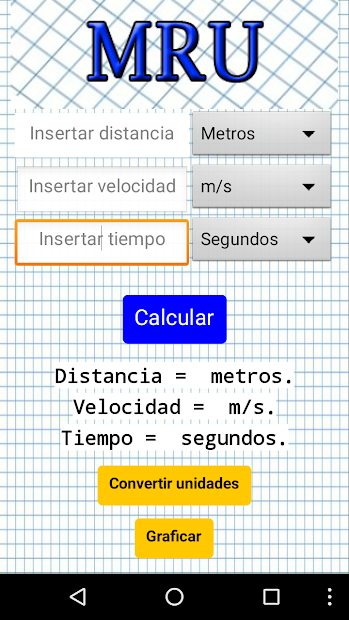 MRU
Insertar distancia Metros
Insertar velocidad m/s
Insertar tiempo Segundos
Calcular
Distancia = metros.
Velocidad = m/s.
Tiempo = segundos.
Convertir unidades
Graficar